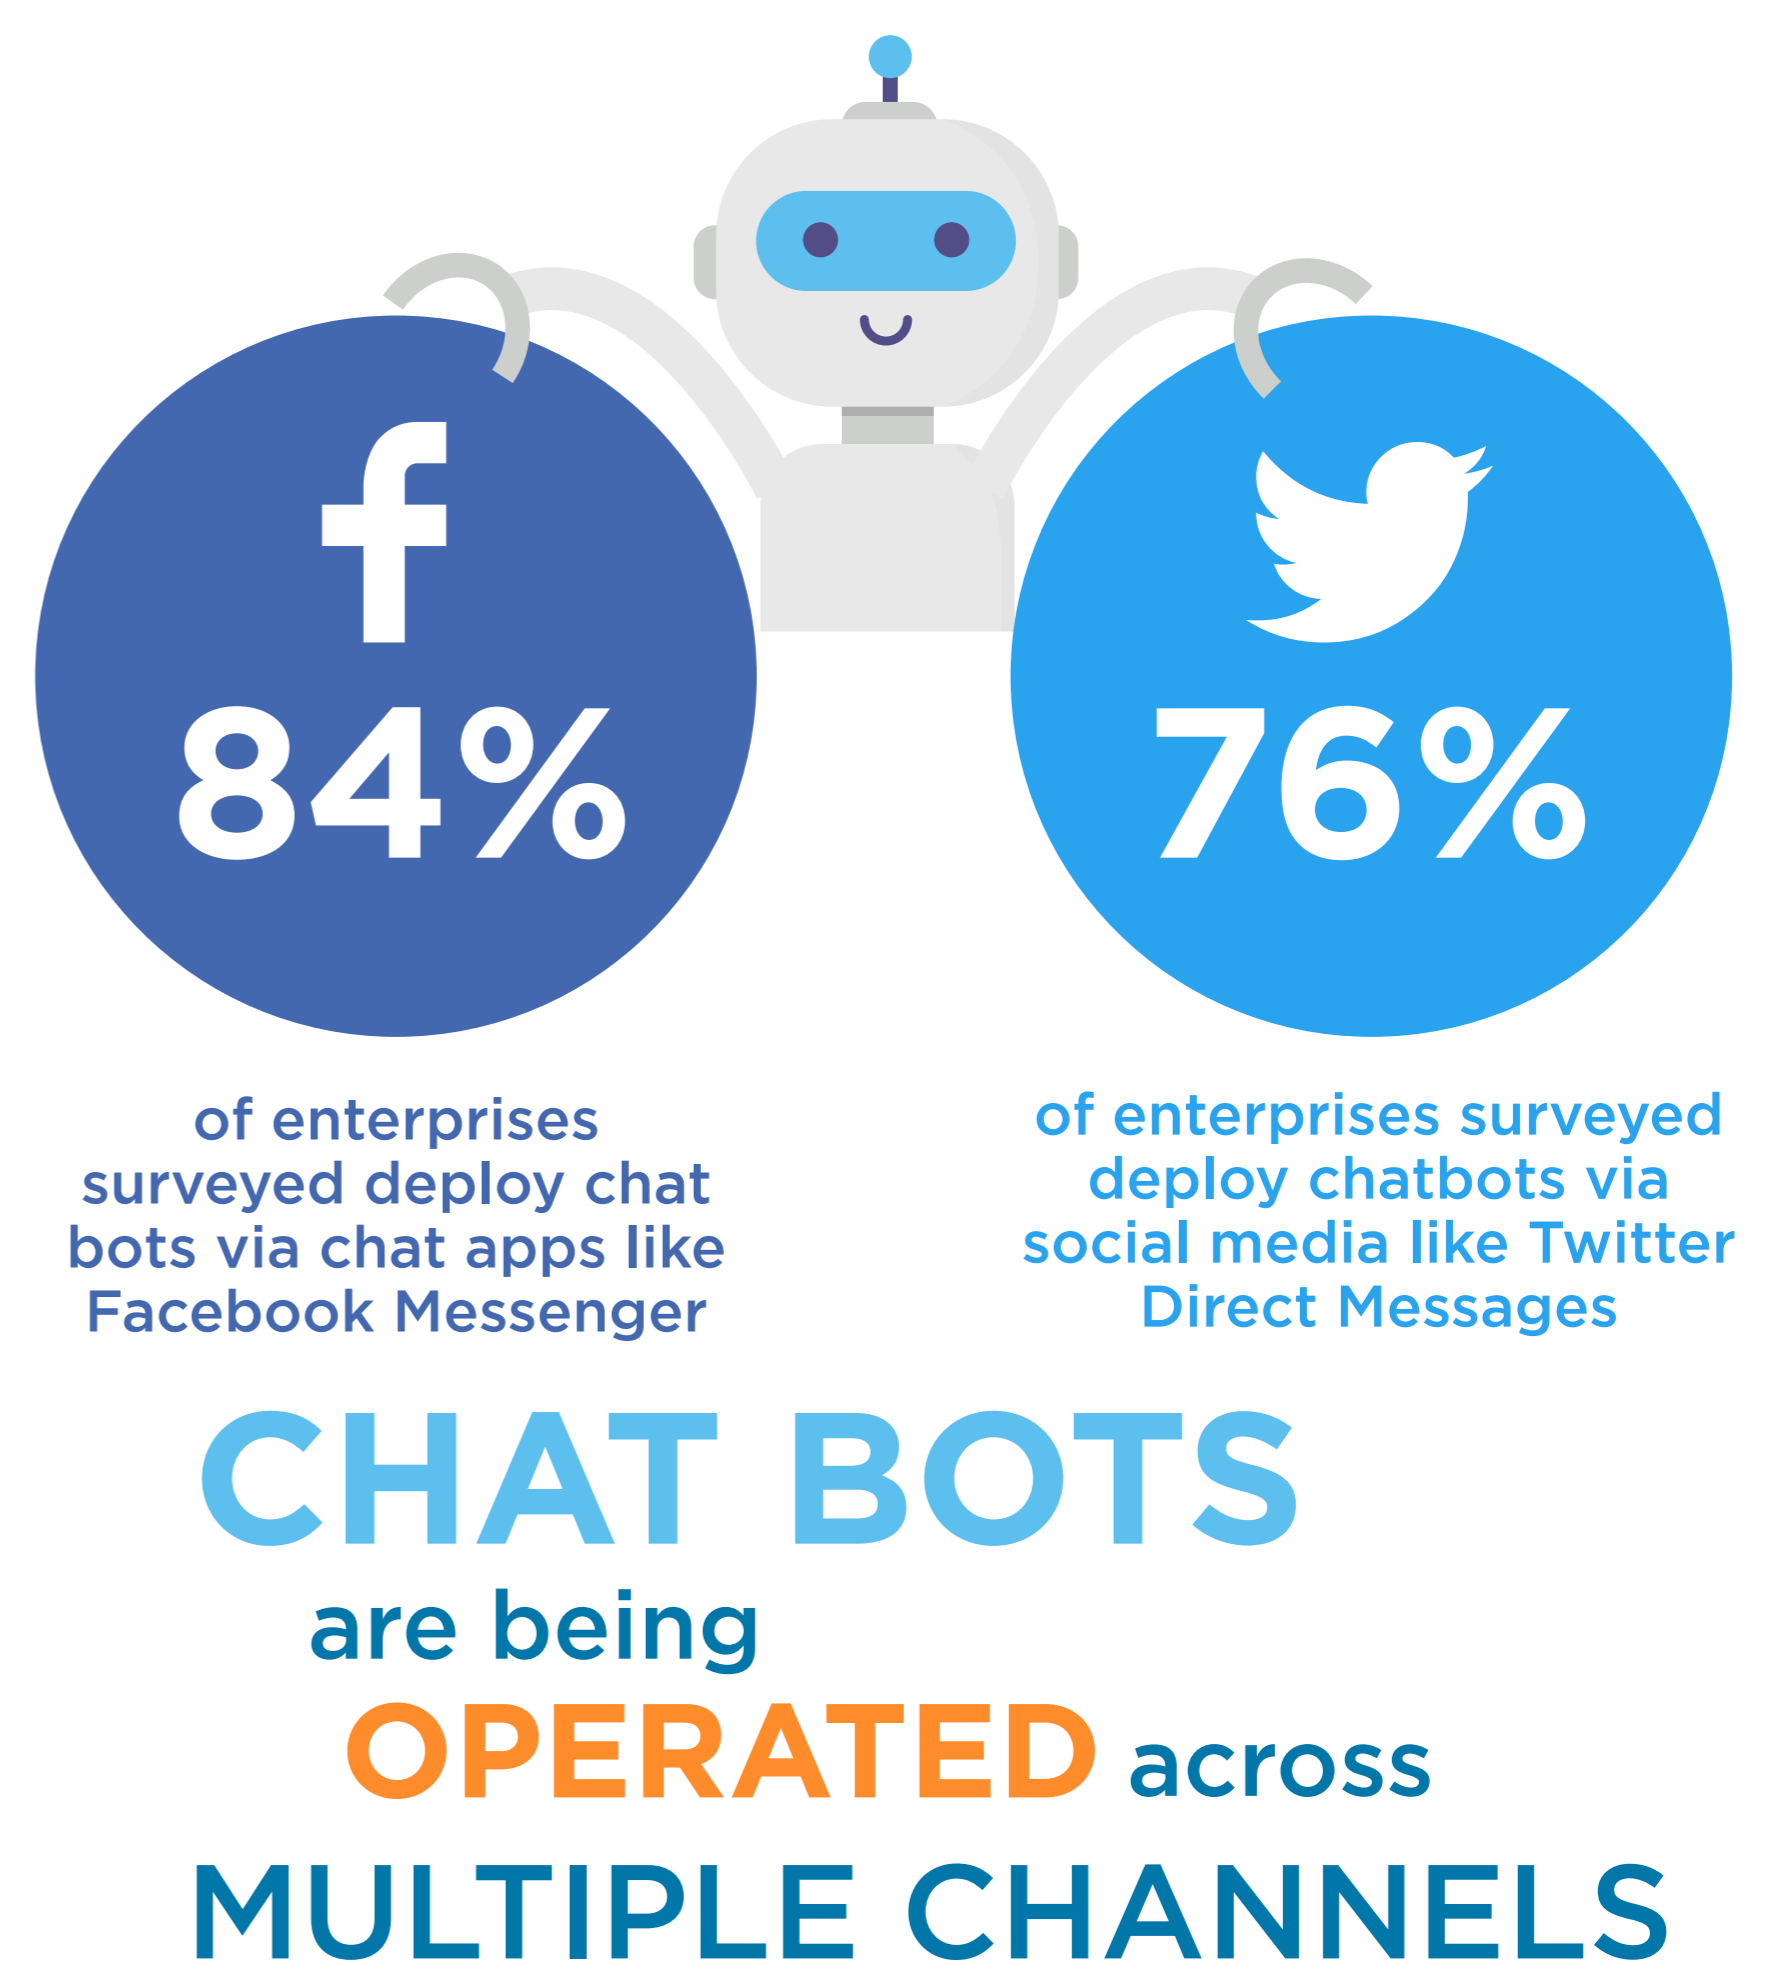 84%
of enterprises
surveyed deploy chat
bots via chat apps like
Facebook Messenger
76%
of enterprises surveyed
deploy chatbots via
social media like Twitter
Direct Messages
CHAT BOTS
are being
OPERATED across
MULTIPLE CHANNELS